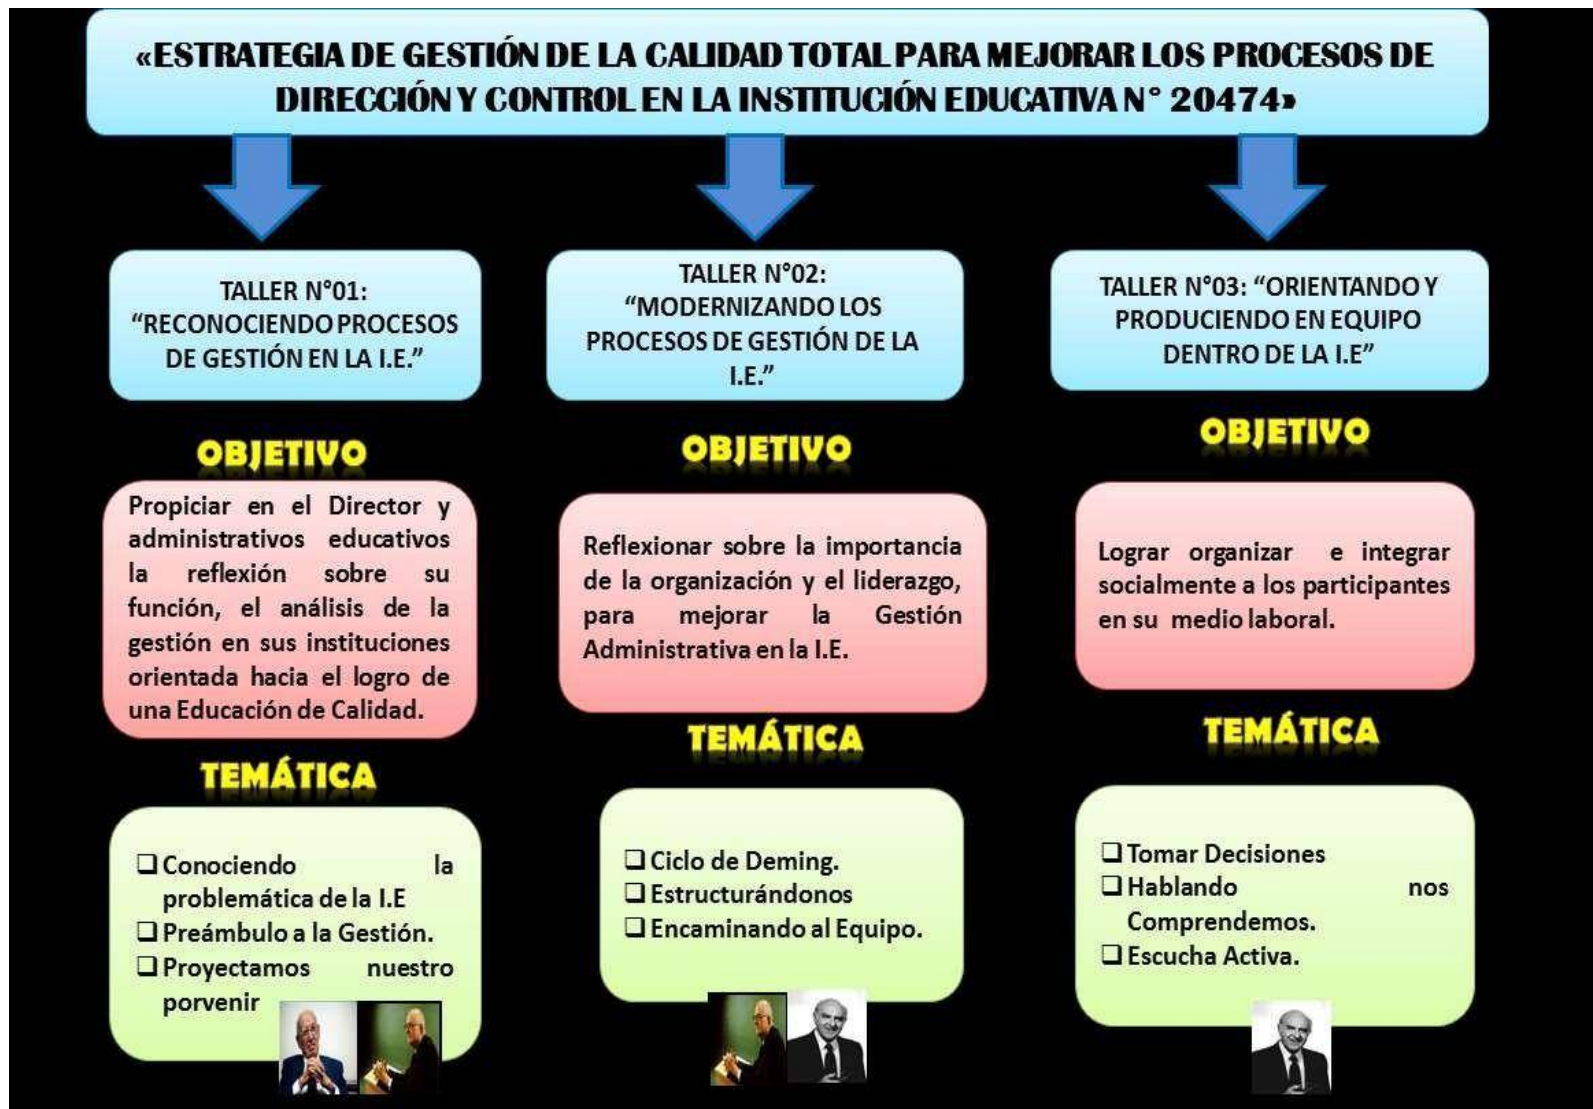 «ESTRATEGIA DE GESTIÓN DE LA CALIDAD TOTAL PARA MEJORAR LOS PROCESOS DE
DIRECCIÓN Y CONTROL EN LA INSTITUCIÓN EDUCATIVA N° 20474»
TALLER N°01:
“RECONOCIENDO PROCESOS
DE GESTIÓN EN LA I.E.”
OBJETIVO
Propiciar en el Director y
administrativos educativos
la reflexión sobre su
función, el análisis de la
gestión en sus instituciones
orientada hacia el logro de
una Educación de Calidad.
TEMÁTICA
❑ Conociendo la
problemática de la I.E
❑ Preámbulo a la Gestión.
❑ Proyectamos nuestro
porvenir
TALLER N°02:
“MODERNIZANDO LOS
PROCESOS DE GESTIÓN DE LA
I.E.”
OBJETIVO
Reflexionar sobre la importancia
de la organización y el liderazgo,
para mejorar la Gestión
Administrativa en la I.E.
TEMÁTICA
❑ Ciclo de Deming.
❑ Estructurándonos
❑ Encaminando al Equipo.
TALLER N°03: “ORIENTANDO Y
PRODUCIENDO EN EQUIPO
DENTRO DE LA I.E”
OBJETIVO
Lograr organizar e integrar
socialmente a los participantes
en su medio laboral.
TEMÁTICA
❑ Tomar Decisiones
❑ Hablando nos
Comprendemos.
❑ Escucha Activa.